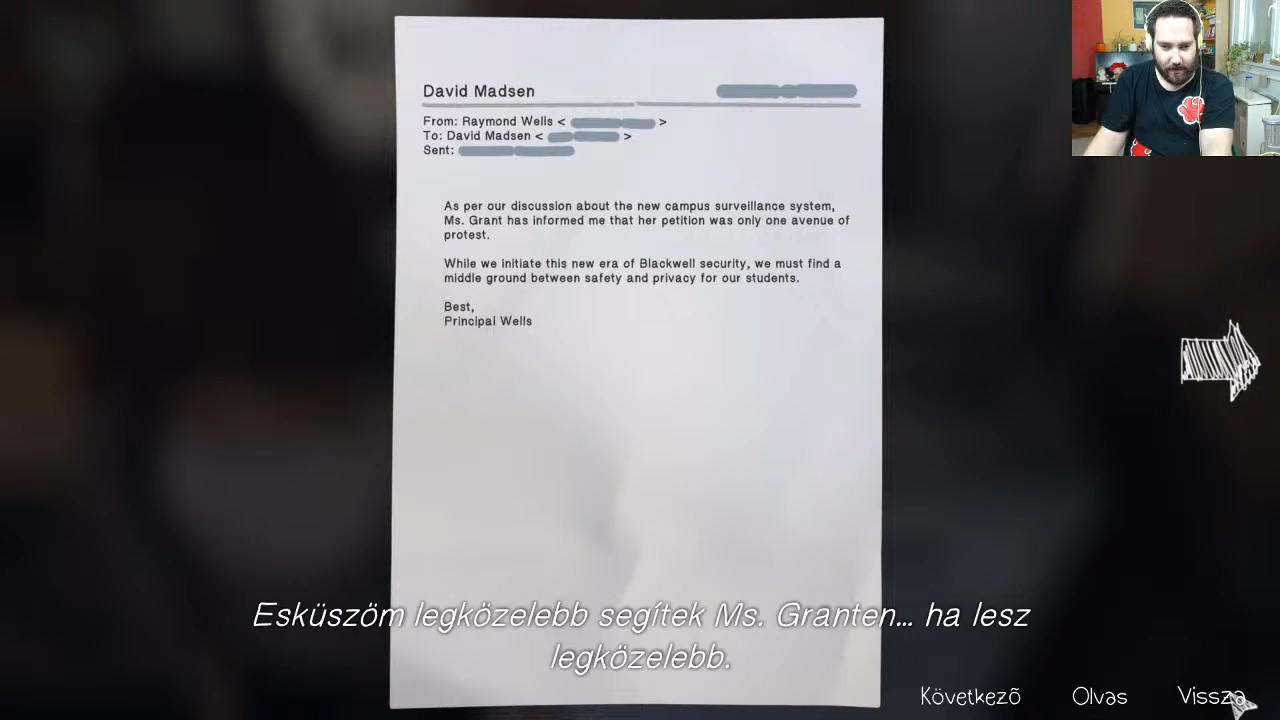 David Madsen
From: Raymond Wells < >
To: David Madsen < >
Sent:
As per our discussion about the new campus surveillance system,
Ms. Grant has informed me that her petition was only one avenue of
protest.
While we initiate this new era of Blackwell security, we must find a
middle ground between safety and privacy for our students.
Best,
Principal Wells
Esküszöm legközelebb segítek Ms. Granten... ha lesz
legközelebb.
Következõ Olvas Vissza